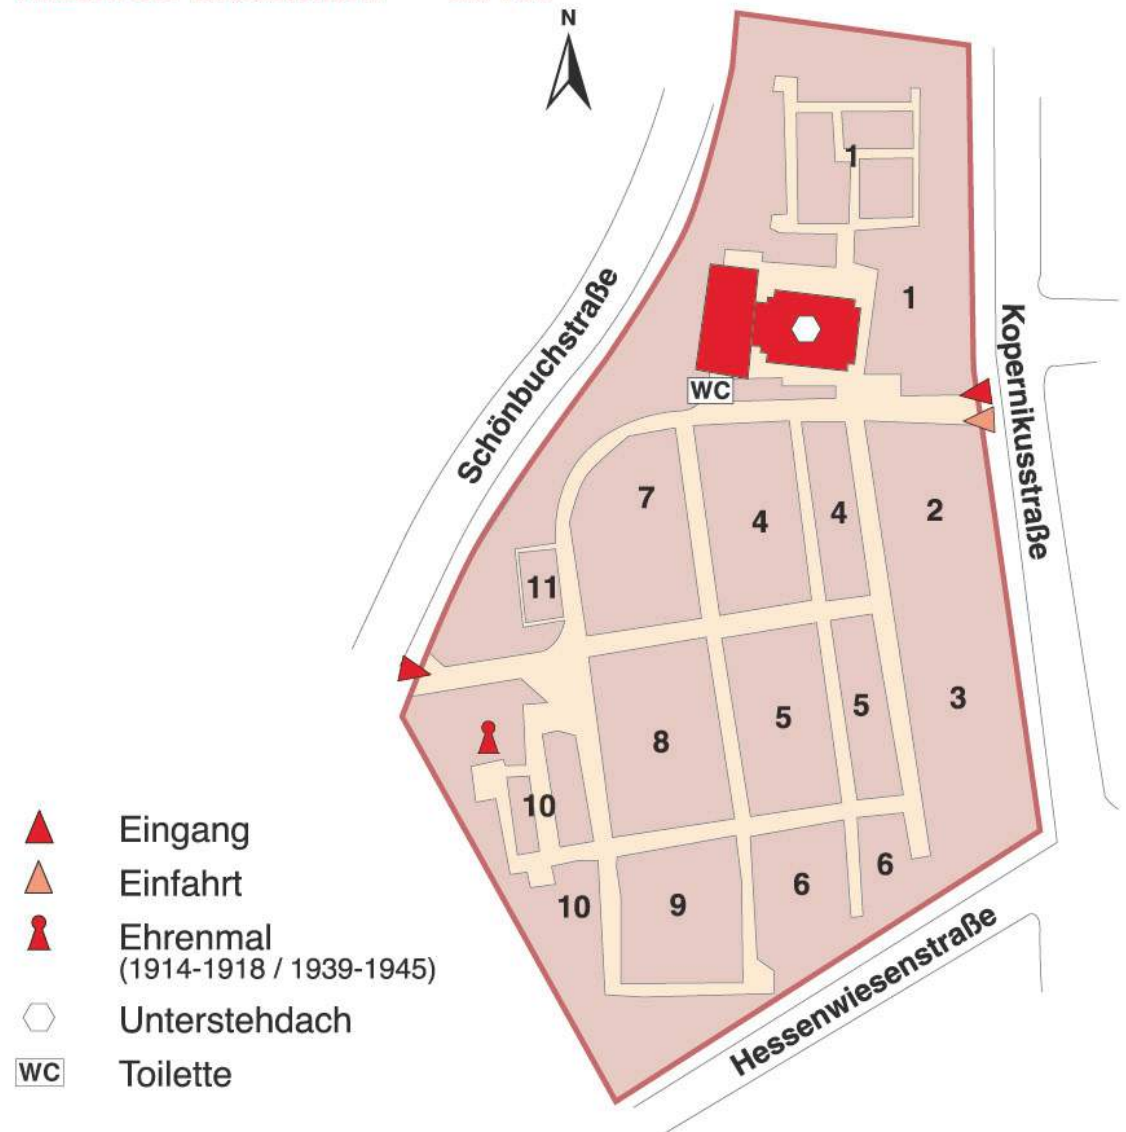 N
1
1
Schönbuchstraße
Kopernikusstraße
WC
7
4
4
2
11
3
5
5
8
10
Eingang
Einfahrt
6
6
9
10
Ehrenmal
(1914-1918 / 1939-1945)
Hessenwiesenstraße
Unterstehdach
WC Toilette